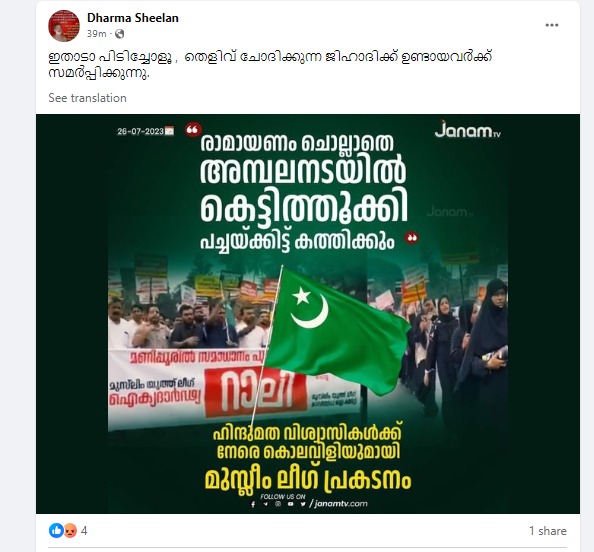 Dharma Sheelan
39m ·
ഇതാടാ പിടിച്ചോളൂ , തെളിവ് ചോദിക്കുന്ന ജിഹാദിക്ക് ഉണ്ടായവർക്ക്
സമർപ്പിക്കുന്നു.
See translation
26-07-2023
Janam TV
❝ രാമായണം ചൊല്ലാതെ
അമ്പലനടയിൽ
കെട്ടിത്തൂക്കി
പച്ചയ്ക്കിട്ട് കത്തിക്കും ❞
Janam
മണിപ്പൂരിൽ സമാധാനം
മുസ്‌ലിം യൂത്ത് ലീഗ്
ഐക്യദാർഢ്യ
റാലി
ഹിന്ദുമത വിശ്വാസികൾക്ക്
നേരെ കൊലവിളിയുമായി
മുസ്ലീം ലീഗ് പ്രകടനം
FOLLOW US ON
/janamtv.com
4
1 share